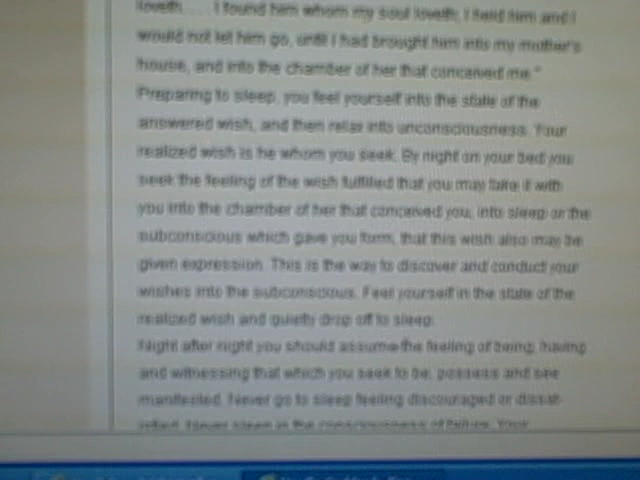 loveth..... I found him whom my soul loveth, I held him and I
would not let him go, until I had brought him into my mother's
house, and into the chamber of her that conceived me."
Preparing to sleep, you feel yourself into the state of the
answered wish, and then relax into unconsciousness. Your
realized wish is he whom you seek. By night on your bed you
seek the feeling of the wish fulfilled that you may take it with
you into the chamber of her that conceived you, into sleep or the
subconscious which gave you form, that this wish also may be
given expression. This is the way to discover and conduct your
wishes into the subconscious. Feel yourself in the state of the
realized wish and quietly drop off to sleep.
Night after night you should assume the feeling of being, having
and witnessing that which you seek to be, possess and see
manifested. Never go to sleep feeling discouraged or dissat-
isfied. Never sleep in the consciousness of failure. Your